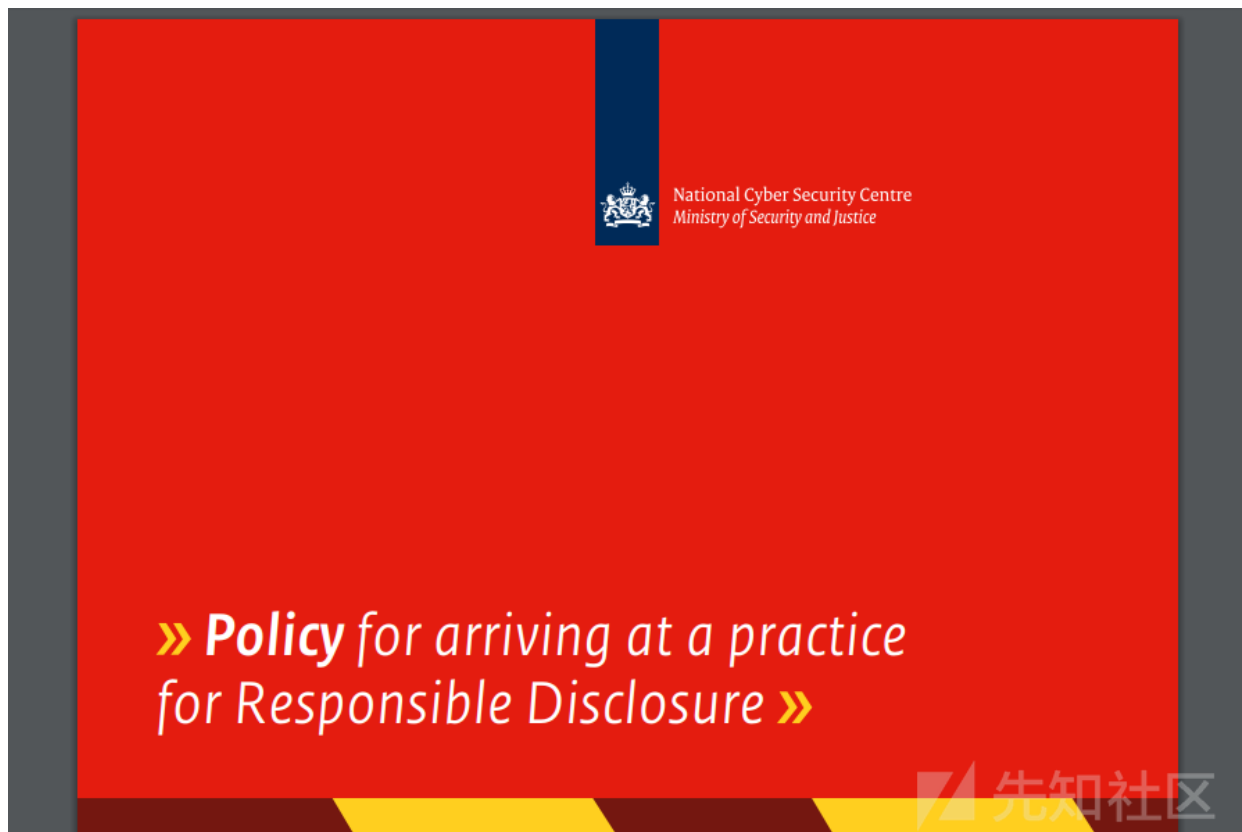 National Cyber Security Centre
Ministry of Security and Justice
» Policy for arriving at a practice
for Responsible Disclosure »
先知社区